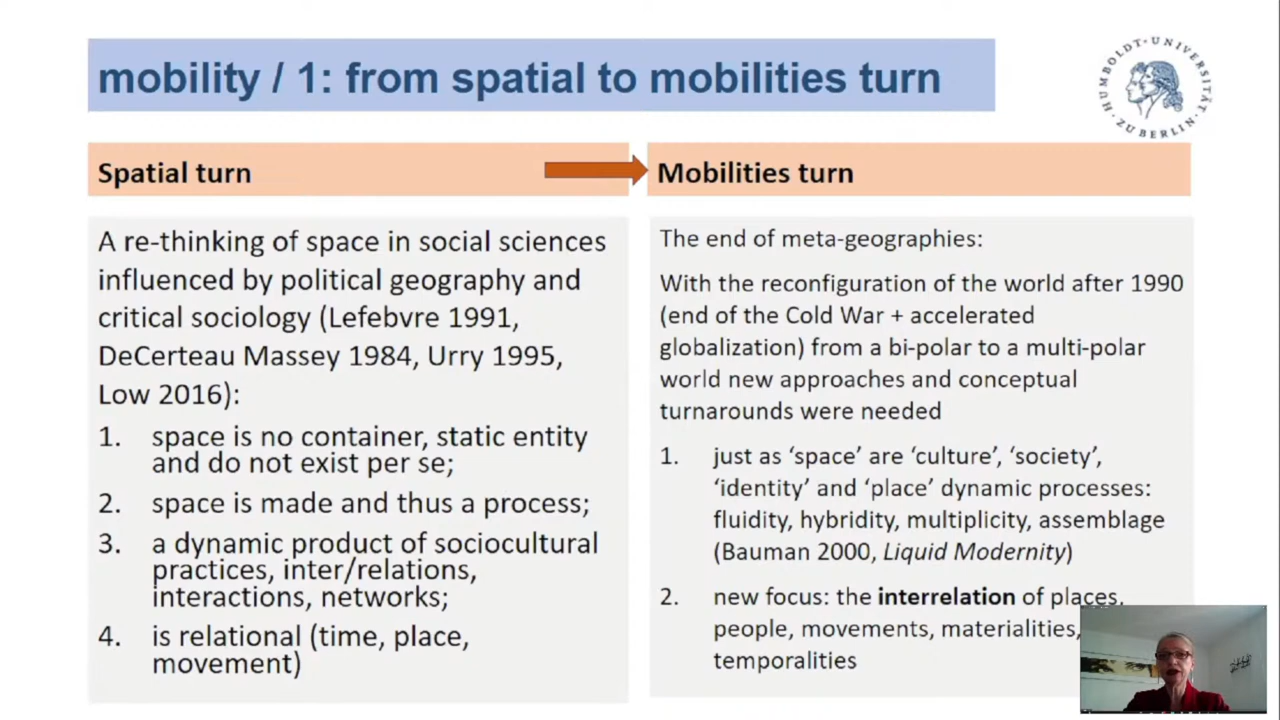 mobility / 1: from spatial to mobilities turn
HUMBOLDT-UNIVERSITÄT ZU BERLIN
Spatial turn
Mobilities turn
A re-thinking of space in social sciences
influenced by political geography and
critical sociology (Lefebvre 1991,
DeCerteau Massey 1984, Urry 1995,
Low 2016):
1. space is no container, static entity
and do not exist per se;
2. space is made and thus a process;
3. a dynamic product of sociocultural
practices, inter/relations,
interactions, networks;
4. is relational (time, place,
movement)
The end of meta-geographies:
With the reconfiguration of the world after 1990
(end of the Cold War + accelerated
globalization) from a bi-polar to a multi-polar
world new approaches and conceptual
turnarounds were needed
1. just as ‘space’ are ‘culture’, ‘society’,
‘identity’ and ‘place’ dynamic processes:
fluidity, hybridity, multiplicity, assemblage
(Bauman 2000, Liquid Modernity)
2. new focus: the interrelation of places,
people, movements, materialities,
temporalities